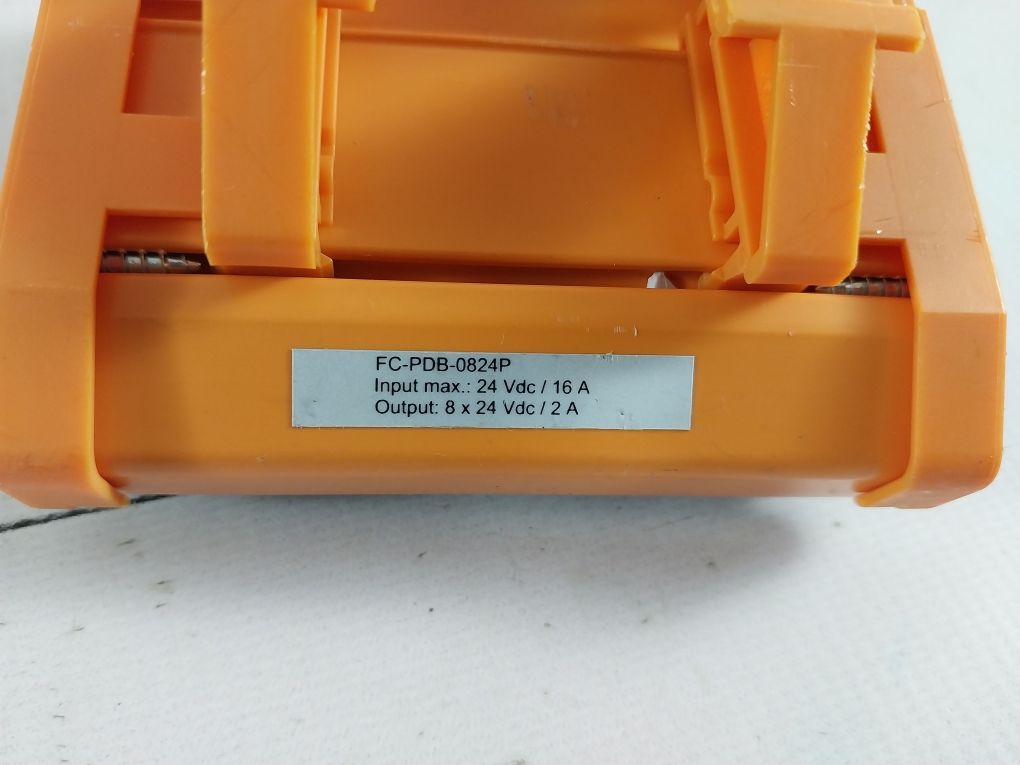 FC-PDB-0824P
Input max.: 24 Vdc / 16 A
Output: 8 x 24 Vdc / 2 A